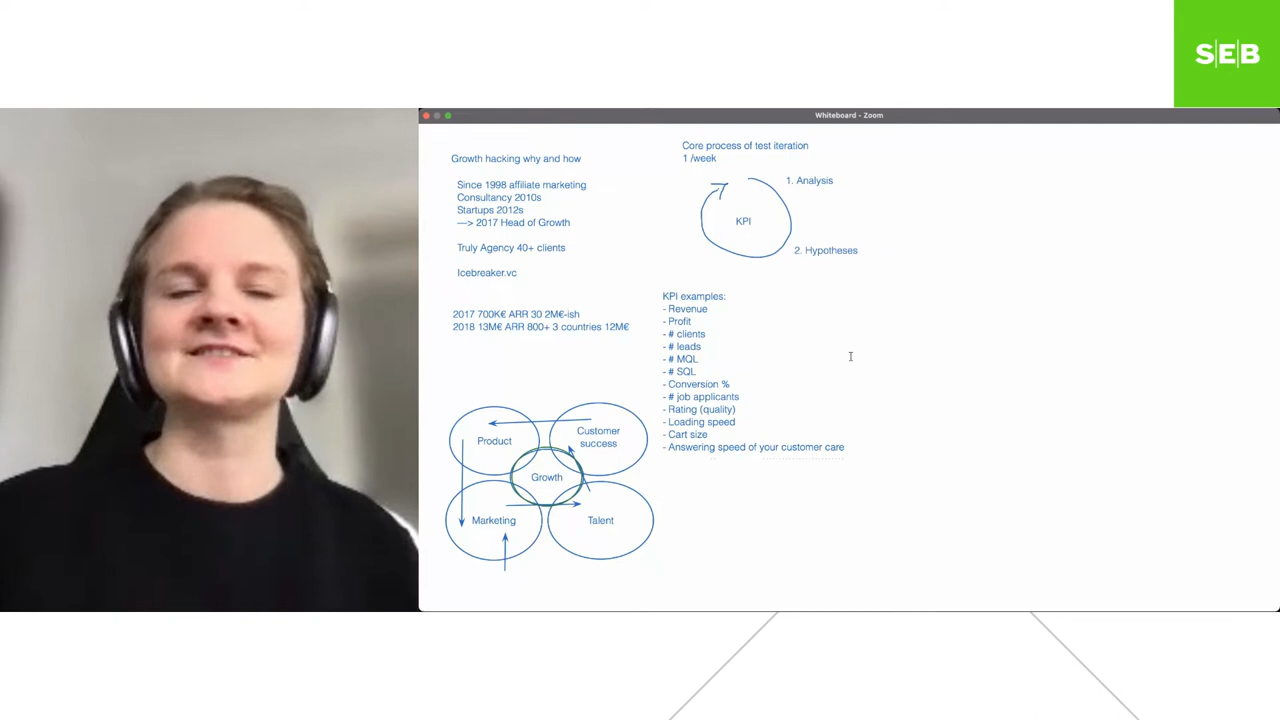 S|E|B
Whiteboard - Zoom
Growth hacking why and how
Since 1998 affiliate marketing
Consultancy 2010s
Startups 2012s
—> 2017 Head of Growth
Truly Agency 40+ clients
Icebreaker.vc
2017 700K€ ARR 30 2M€-ish
2018 13M€ ARR 800+ 3 countries 12M€
Product
Customer
success
Growth
Marketing
Talent
Core process of test iteration
1 /week
1. Analysis
KPI
2. Hypotheses
KPI examples:
- Revenue
- Profit
- # clients
- # leads
- # MQL
- # SQL
- Conversion %
- # job applicants
- Rating (quality)
- Loading speed
- Cart size
- Answering speed of your customer care